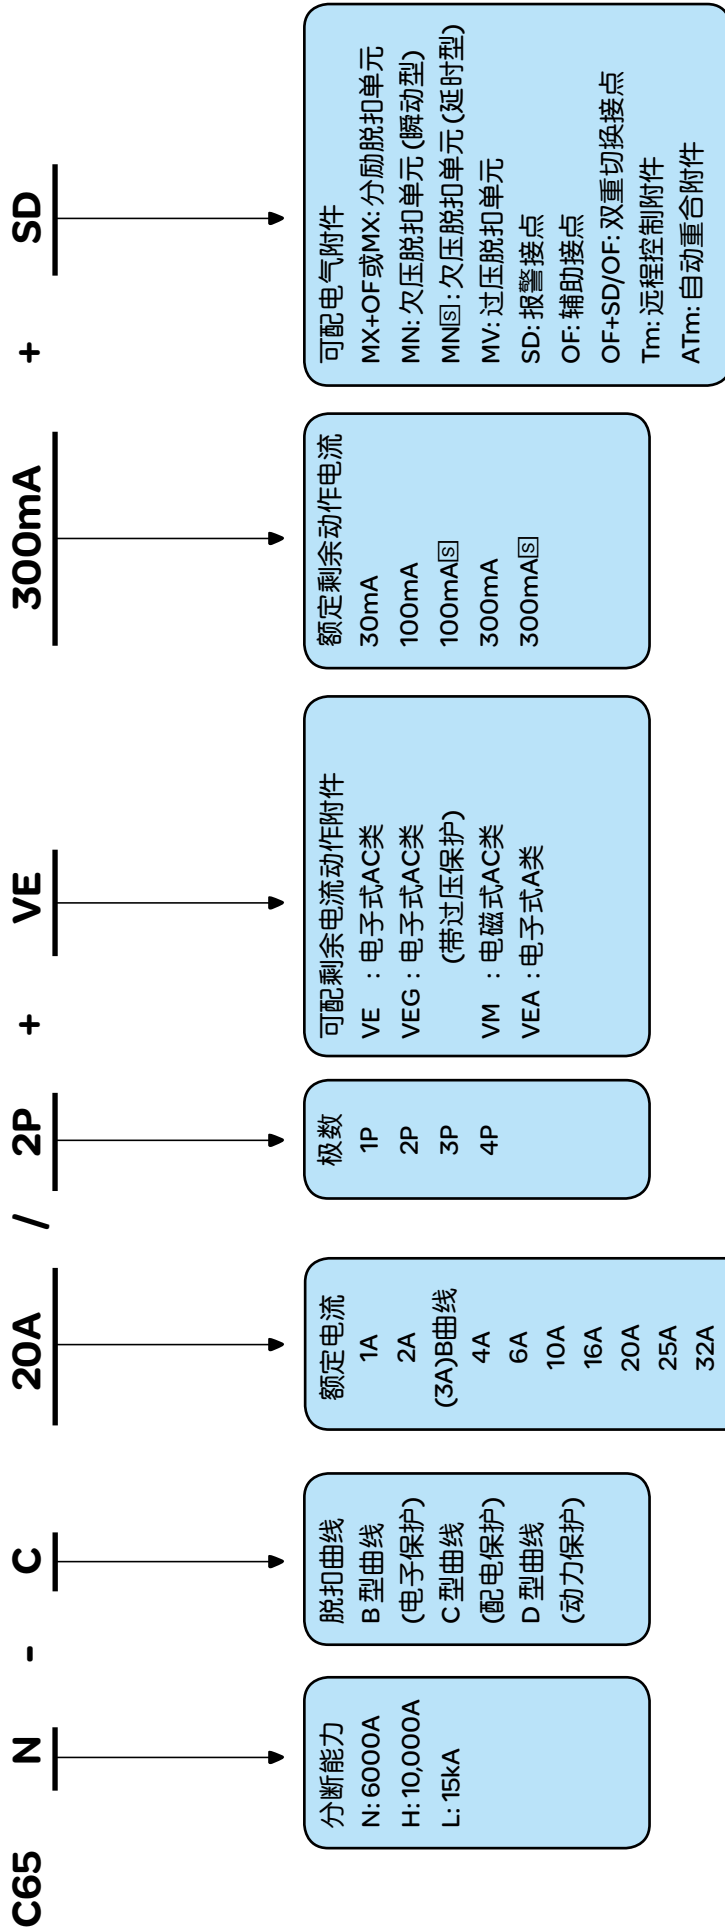 C65 N - C 20A / 2P + VE 300mA + SD
分断能力
N: 6000A
H: 10,000A
L: 15kA
脱扣曲线
B型曲线
(电子保护)
C型曲线
(配电保护)
D型曲线
(动力保护)
额定电流
1A
2A
(3A)B曲线
4A
6A
10A
16A
20A
25A
32A
极数
1P
2P
3P
4P
可配剩余电流动作附件
VE : 电子式AC类
VEG : 电子式AC类
(带过压保护)
VM : 电磁式AC类
VEA : 电子式A类
额定剩余动作电流
30mA
100mA
100mA🅂
300mA
300mA🅂
可配电气附件
MX+OF或MX: 分励脱扣单元
MN: 欠压脱扣单元 (瞬动型)
MN🅂: 欠压脱扣单元 (延时型)
MV: 过压脱扣单元
SD: 报警接点
OF: 辅助接点
OF+SD/OF: 双重切换接点
Tm: 远程控制附件
ATm: 自动重合附件